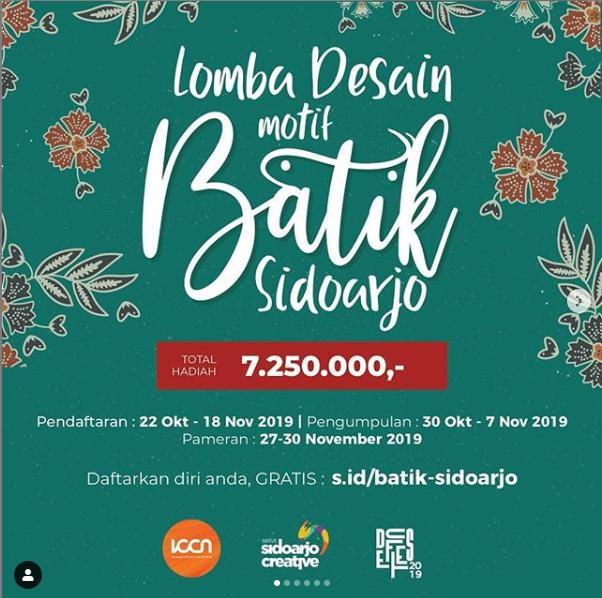 Lomba Desain
motif
Batik
Sidoarjo
TOTAL HADIAH 7.250.000,-
Pendaftaran : 22 Okt - 18 Nov 2019 | Pengumpulan : 30 Okt - 7 Nov 2019
Pameran : 27-30 November 2019
Daftarkan diri anda, GRATIS : s.id/batik-sidoarjo
ICCN
sidoarjo
creative
DE
FES
2019